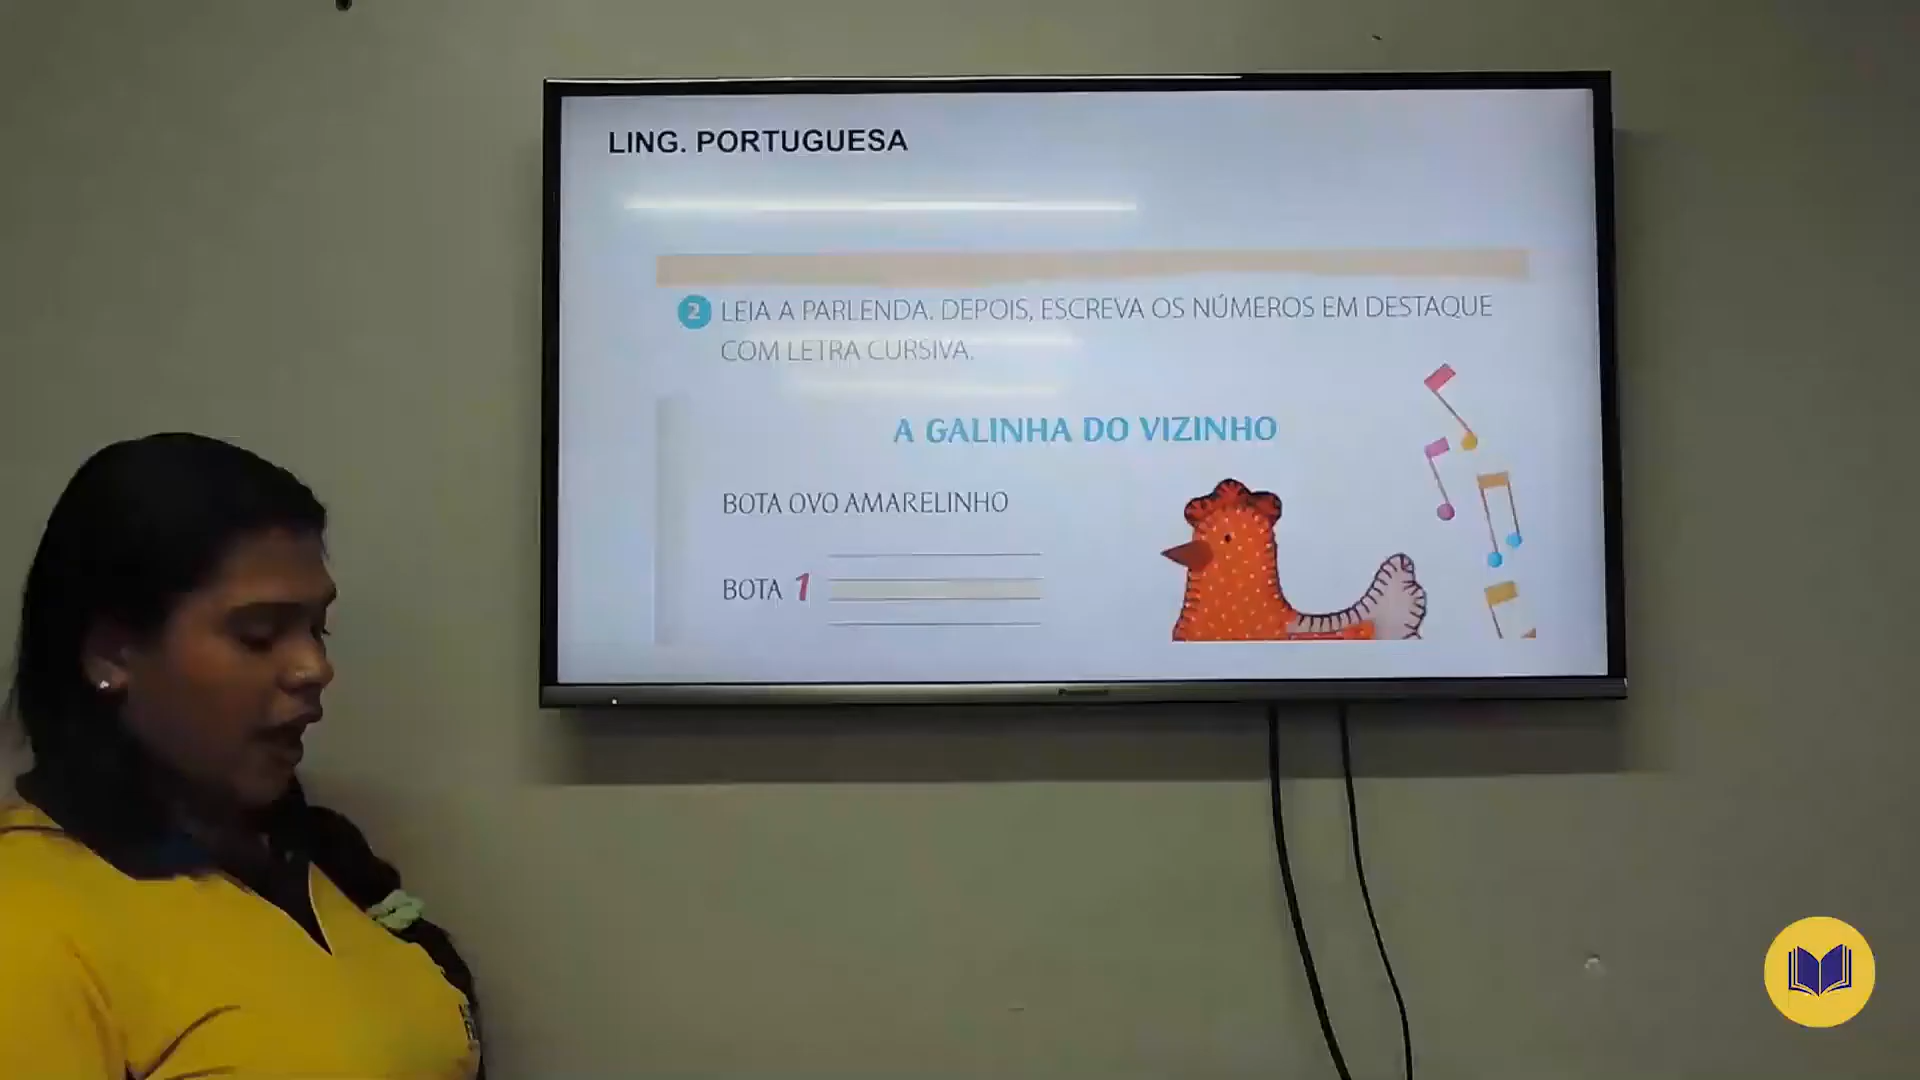 LING. PORTUGUESA
2 LEIA A PARLENDA. DEPOIS, ESCREVA OS NÚMEROS EM DESTAQUE
COM LETRA CURSIVA.
A GALINHA DO VIZINHO
BOTA OVO AMARELINHO
BOTA 1